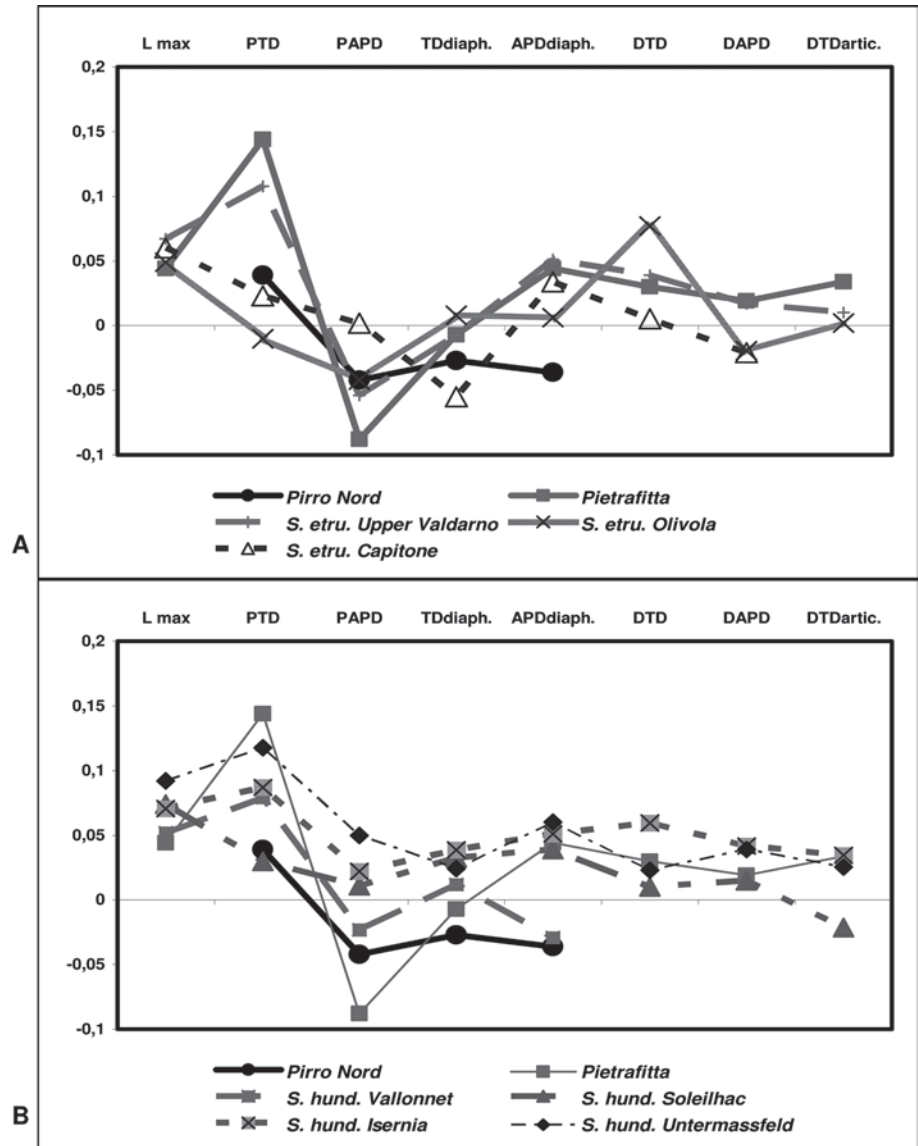 L max PTD PAPD TDdiaph. APDdiaph. DTD DAPD DTDartic.
0,2
0,15
0,1
0,05
0
-0,05
-0,1
Pirro Nord Pietrafitta
S. etru. Upper Valdarno S. etru. Olivola
S. etru. Capitone
A
L max PTD PAPD TDdiaph. APDdiaph. DTD DAPD DTDartic.
0,2
0,15
0,1
0,05
0
-0,05
-0,1
Pirro Nord Pietrafitta
S. hund. Vallonnet S. hund. Soleilhac
S. hund. Isernia S. hund. Untermassfeld
B